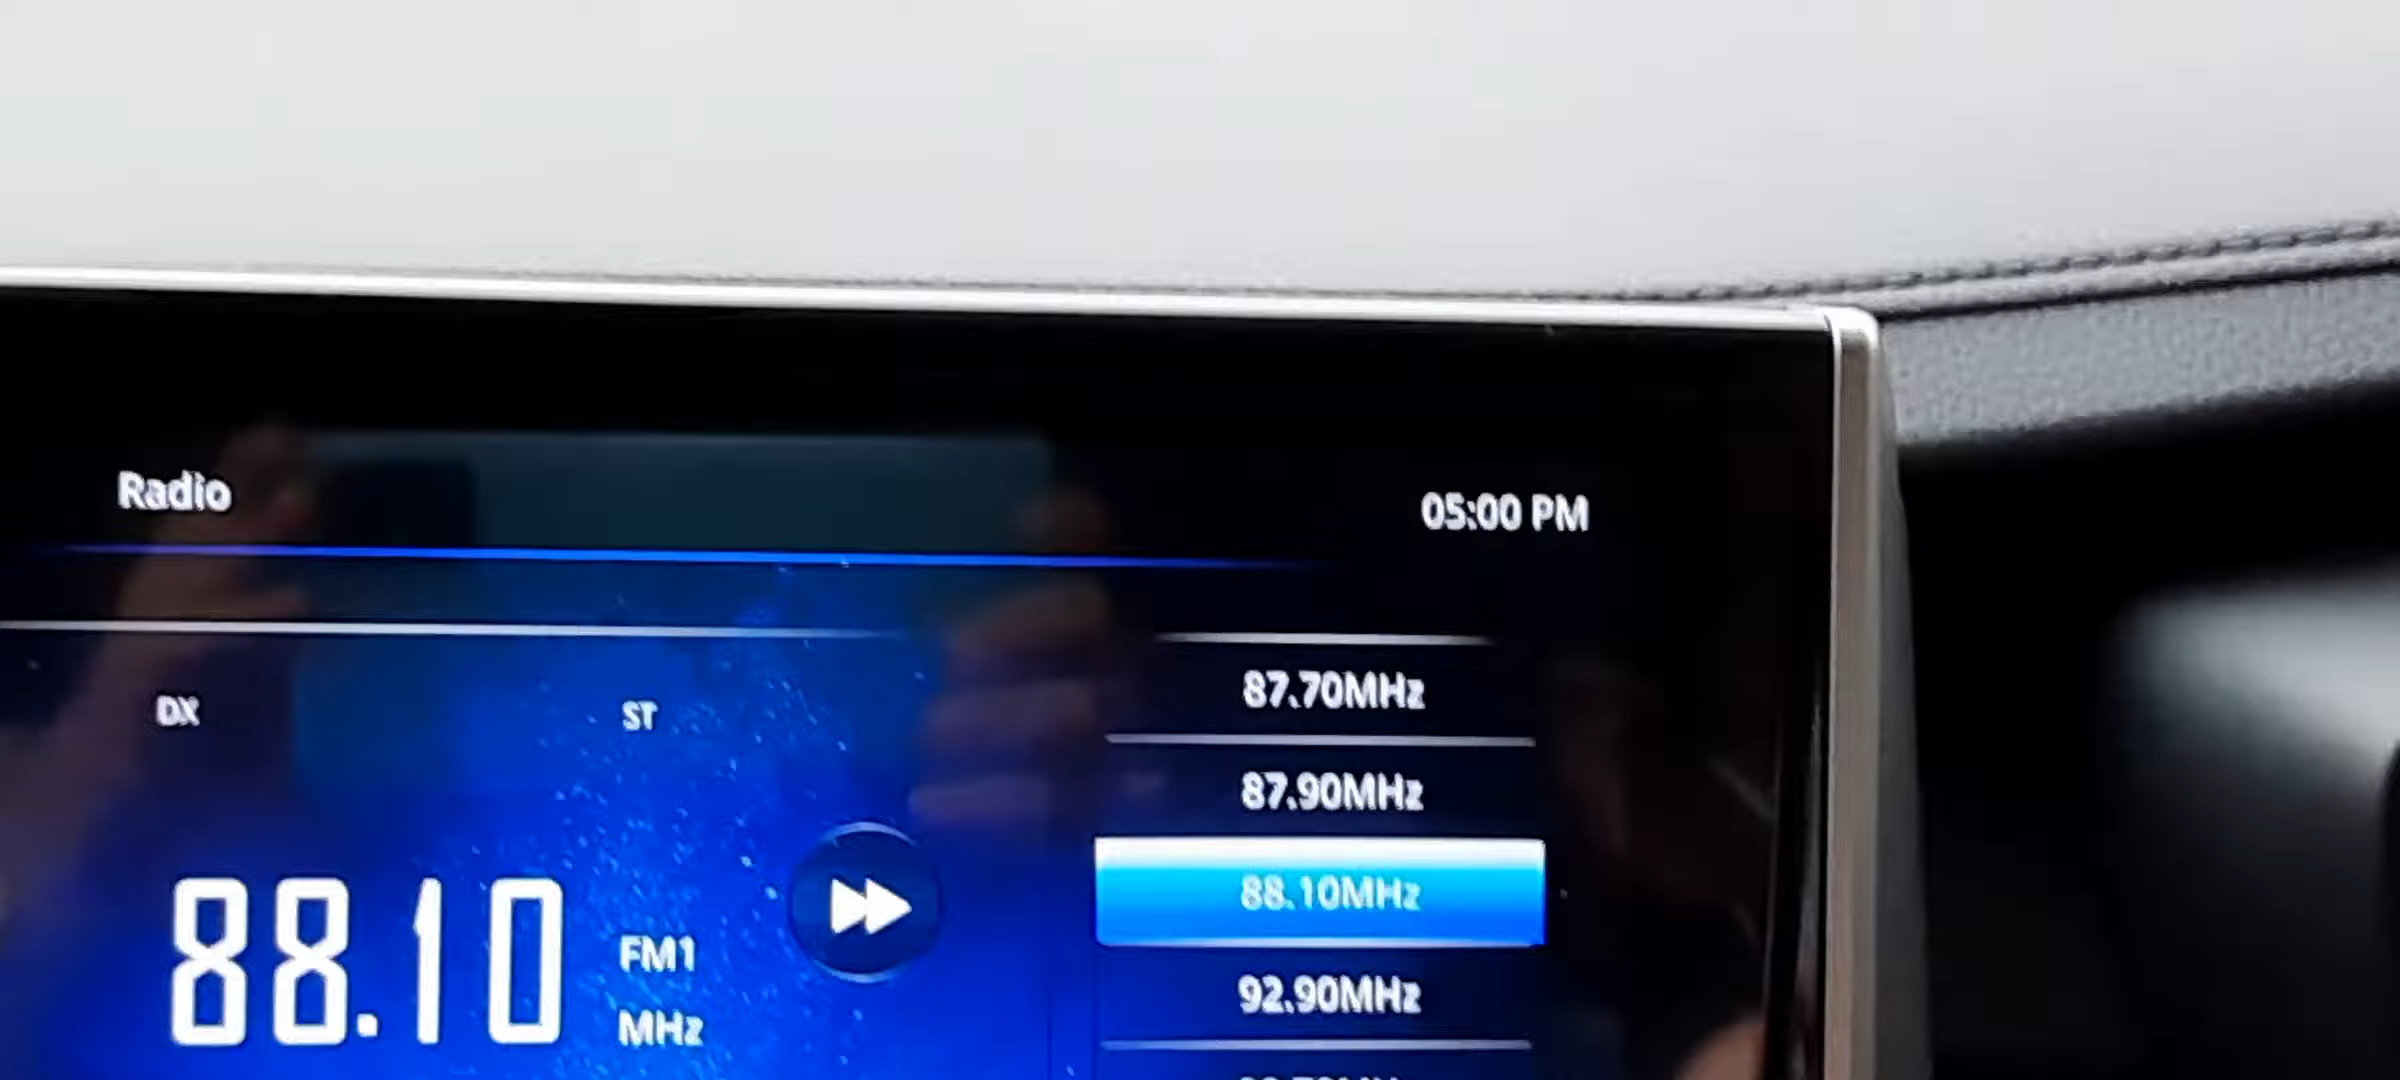 Radio
05:00 PM
DX
ST
88.10
FM1
MHz
87.70MHz
87.90MHz
88.10MHz
92.90MHz